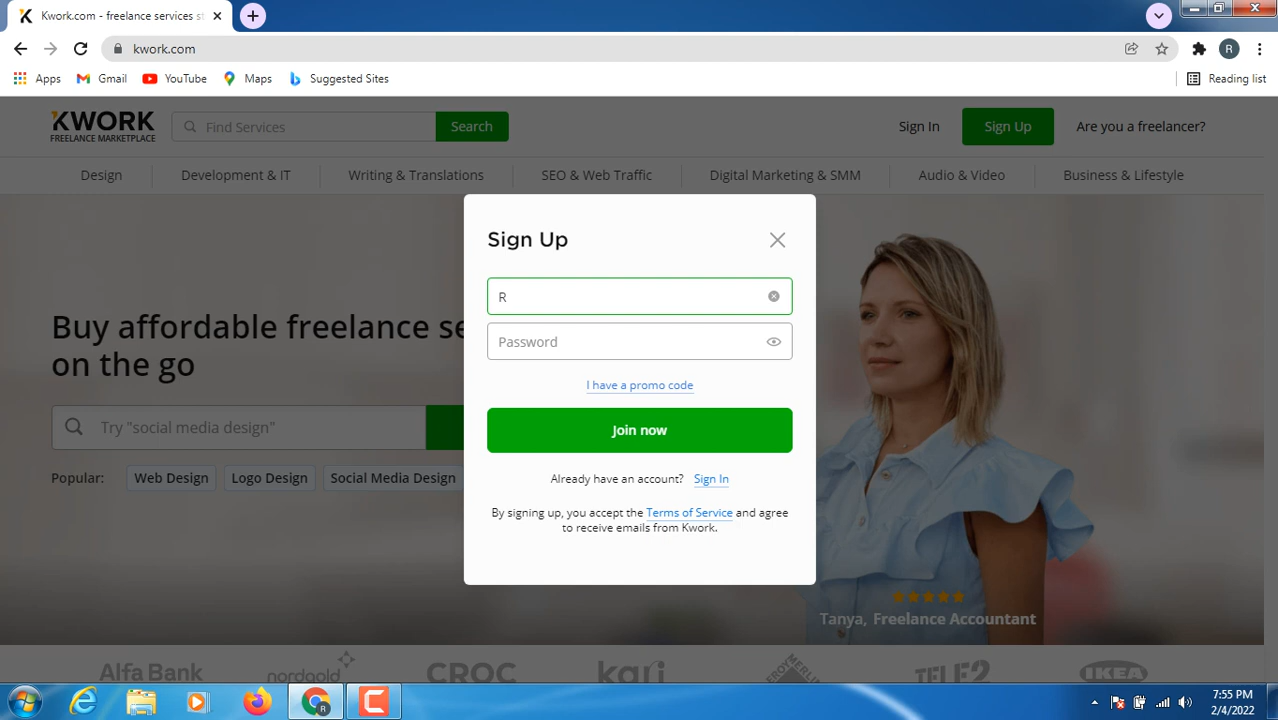 Kwork.com - freelance services st
kwork.com
R
Apps
Gmail
YouTube
Maps
Suggested Sites
Reading list
KWORK
FREELANCE MARKETPLACE
Find Services
Search
Sign In
Sign Up
Are you a freelancer?
Design
Development & IT
Writing & Translations
SEO & Web Traffic
Digital Marketing & SMM
Audio & Video
Business & Lifestyle
Buy affordable freelance se
on the go
Try "social media design"
Popular:
Web Design
Logo Design
Social Media Design
Sign Up
R
Password
I have a promo code
Join now
Already have an account? Sign In
By signing up, you accept the Terms of Service and agree
to receive emails from Kwork.
Tanya, Freelance Accountant
Alfa Bank
nordgold
CROC
kari
LEROY MERLIN
TELE2
IKEA
7:55 PM
2/4/2022